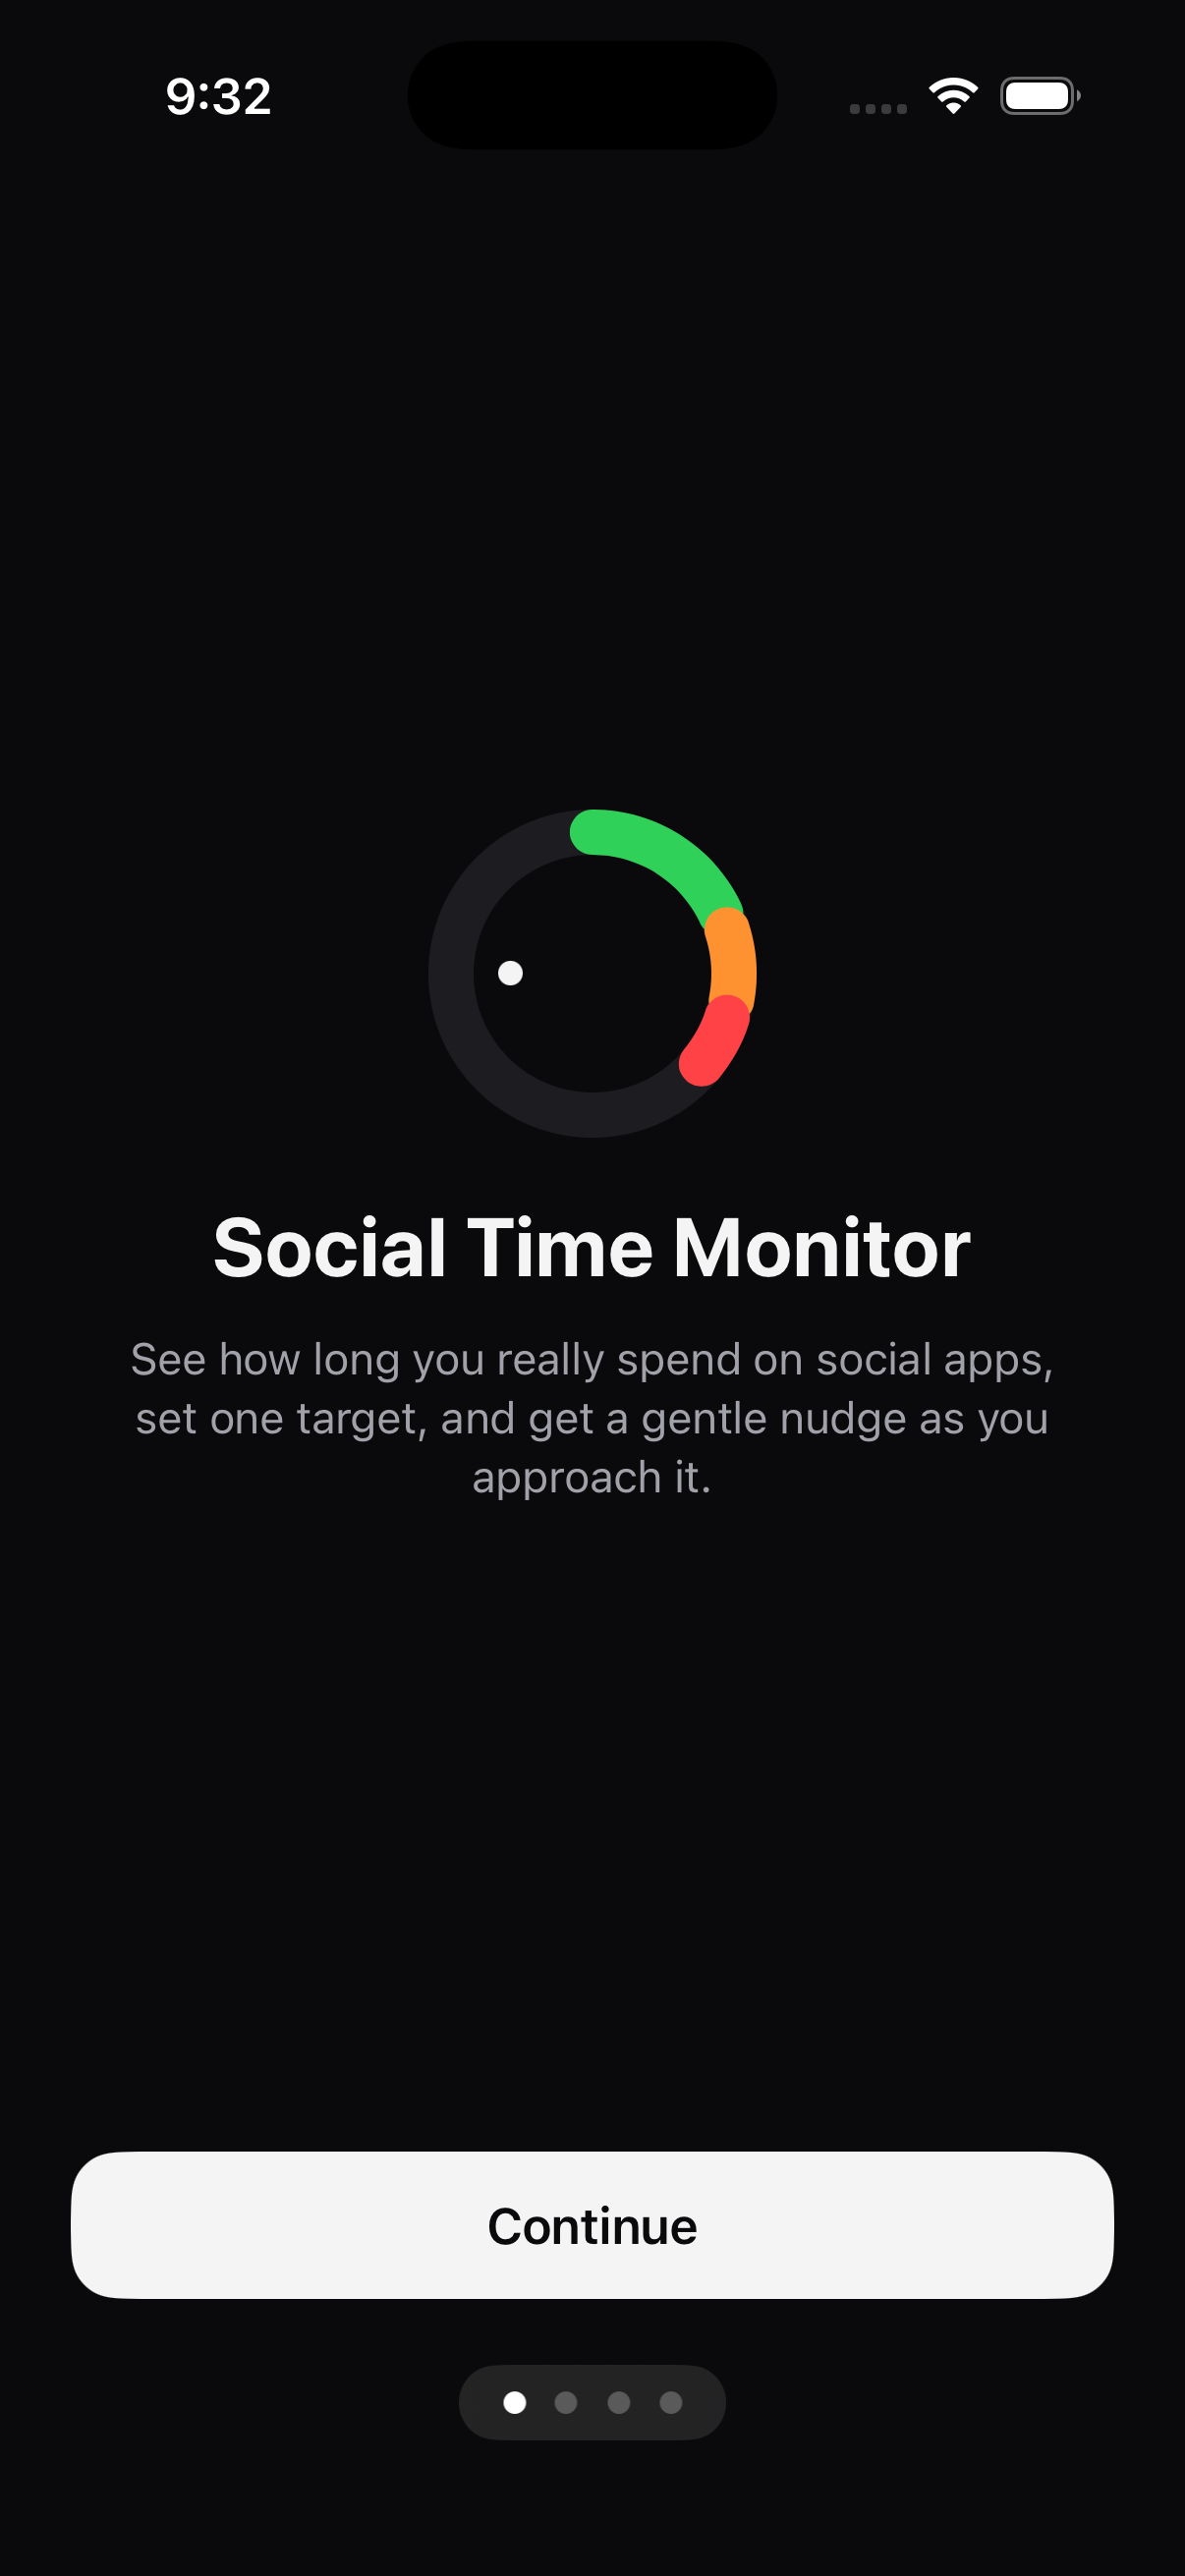 9:32
Social Time Monitor
See how long you really spend on social apps,
set one target, and get a gentle nudge as you
approach it.
Continue